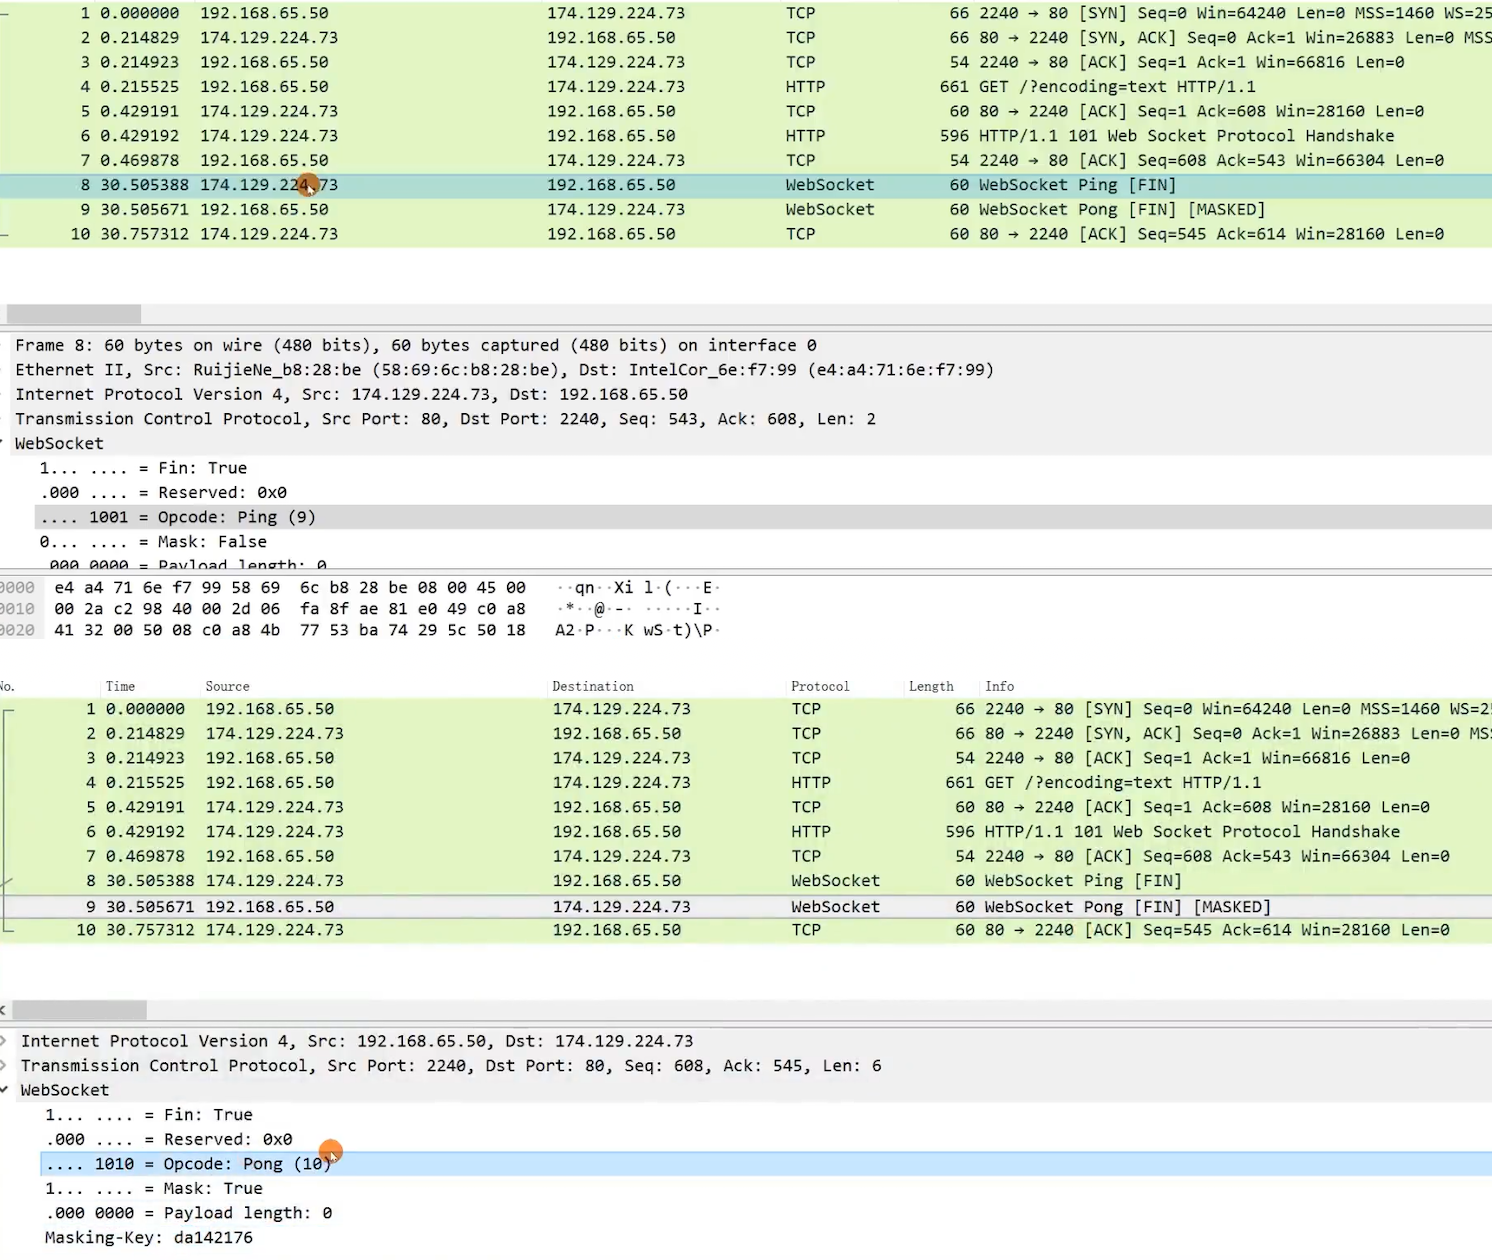 1 0.000000 192.168.65.50 174.129.224.73 TCP 66 2240 → 80 [SYN] Seq=0 Win=64240 Len=0 MSS=1460 WS=25
2 0.214829 174.129.224.73 192.168.65.50 TCP 66 80 → 2240 [SYN, ACK] Seq=0 Ack=1 Win=26883 Len=0 MSS
3 0.214923 192.168.65.50 174.129.224.73 TCP 54 2240 → 80 [ACK] Seq=1 Ack=1 Win=66816 Len=0
4 0.215525 192.168.65.50 174.129.224.73 HTTP 661 GET /?encoding=text HTTP/1.1
5 0.429191 174.129.224.73 192.168.65.50 TCP 60 80 → 2240 [ACK] Seq=1 Ack=608 Win=28160 Len=0
6 0.429192 174.129.224.73 192.168.65.50 HTTP 596 HTTP/1.1 101 Web Socket Protocol Handshake
7 0.469878 192.168.65.50 174.129.224.73 TCP 54 2240 → 80 [ACK] Seq=608 Ack=543 Win=66304 Len=0
8 30.505388 174.129.224.73 192.168.65.50 WebSocket 60 WebSocket Ping [FIN]
9 30.505671 192.168.65.50 174.129.224.73 WebSocket 60 WebSocket Pong [FIN] [MASKED]
10 30.757312 174.129.224.73 192.168.65.50 TCP 60 80 → 2240 [ACK] Seq=545 Ack=614 Win=28160 Len=0
Frame 8: 60 bytes on wire (480 bits), 60 bytes captured (480 bits) on interface 0
Ethernet II, Src: RuijieNe_b8:28:be (58:69:6c:b8:28:be), Dst: IntelCor_6e:f7:99 (e4:a4:71:6e:f7:99)
Internet Protocol Version 4, Src: 174.129.224.73, Dst: 192.168.65.50
Transmission Control Protocol, Src Port: 80, Dst Port: 2240, Seq: 543, Ack: 608, Len: 2
WebSocket
1... .... = Fin: True
.000 .... = Reserved: 0x0
.... 1001 = Opcode: Ping (9)
0... .... = Mask: False
.000 0000 = Payload length: 0
0000 e4 a4 71 6e f7 99 58 69 6c b8 28 be 08 00 45 00 ··qn··Xi l·(···E·
0010 00 2a c2 98 40 00 2d 06 fa 8f ae 81 e0 49 c0 a8 ·*··@·-· ·····I··
0020 41 32 00 50 08 c0 a8 4b 77 53 ba 74 29 5c 50 18 A2·P···K wS·t)\P·
No. Time Source Destination Protocol Length Info
1 0.000000 192.168.65.50 174.129.224.73 TCP 66 2240 → 80 [SYN] Seq=0 Win=64240 Len=0 MSS=1460 WS=2
2 0.214829 174.129.224.73 192.168.65.50 TCP 66 80 → 2240 [SYN, ACK] Seq=0 Ack=1 Win=26883 Len=0 MS
3 0.214923 192.168.65.50 174.129.224.73 TCP 54 2240 → 80 [ACK] Seq=1 Ack=1 Win=66816 Len=0
4 0.215525 192.168.65.50 174.129.224.73 HTTP 661 GET /?encoding=text HTTP/1.1
5 0.429191 174.129.224.73 192.168.65.50 TCP 60 80 → 2240 [ACK] Seq=1 Ack=608 Win=28160 Len=0
6 0.429192 174.129.224.73 192.168.65.50 HTTP 596 HTTP/1.1 101 Web Socket Protocol Handshake
7 0.469878 192.168.65.50 174.129.224.73 TCP 54 2240 → 80 [ACK] Seq=608 Ack=543 Win=66304 Len=0
8 30.505388 174.129.224.73 192.168.65.50 WebSocket 60 WebSocket Ping [FIN]
9 30.505671 192.168.65.50 174.129.224.73 WebSocket 60 WebSocket Pong [FIN] [MASKED]
10 30.757312 174.129.224.73 192.168.65.50 TCP 60 80 → 2240 [ACK] Seq=545 Ack=614 Win=28160 Len=0
Internet Protocol Version 4, Src: 192.168.65.50, Dst: 174.129.224.73
Transmission Control Protocol, Src Port: 2240, Dst Port: 80, Seq: 608, Ack: 545, Len: 6
WebSocket
1... .... = Fin: True
.000 .... = Reserved: 0x0
.... 1010 = Opcode: Pong (10)
1... .... = Mask: True
.000 0000 = Payload length: 0
Masking-Key: da142176